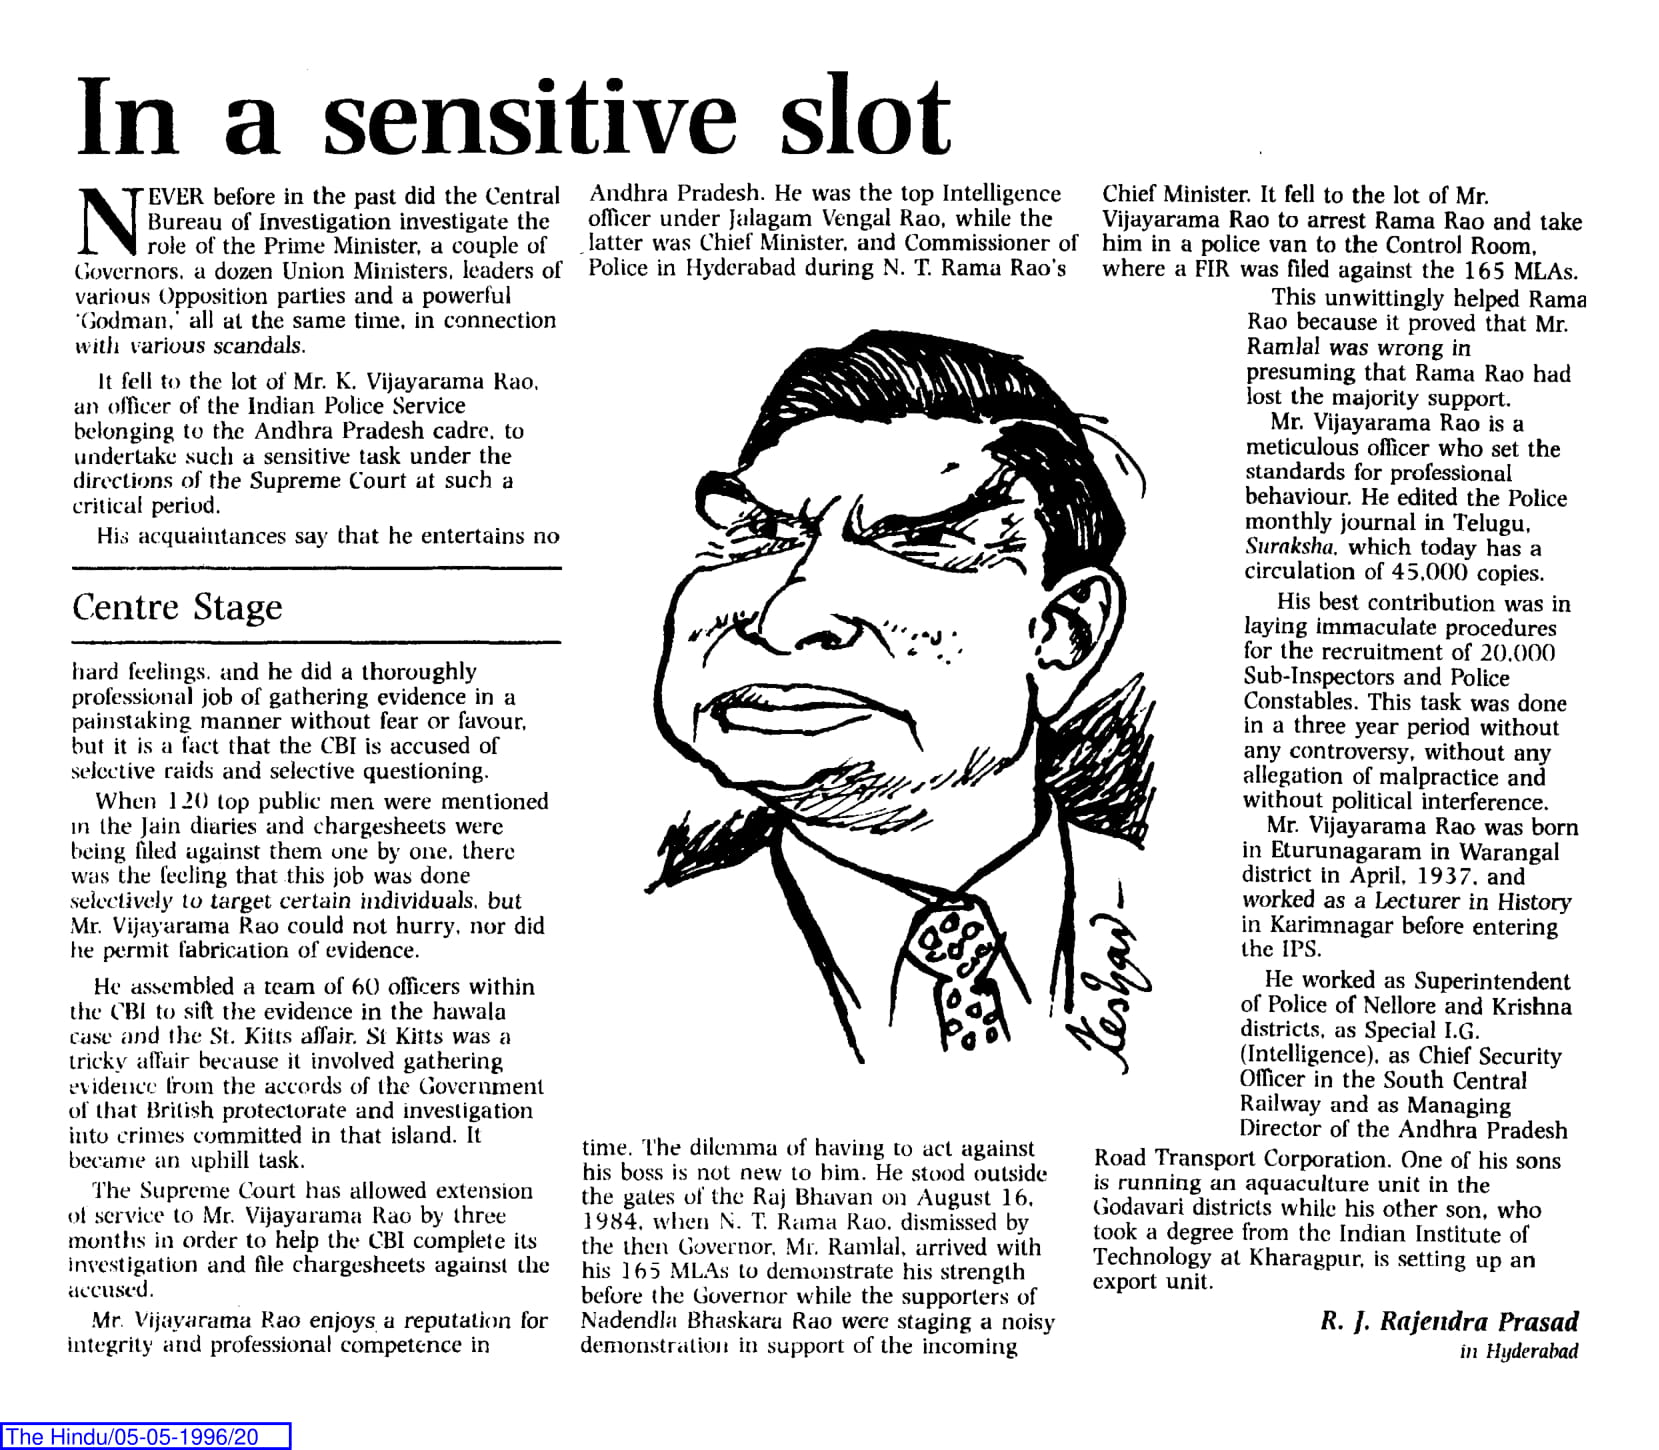 In a sensitive slot
NEVER before in the past did the Central
Bureau of Investigation investigate the
role of the Prime Minister, a couple of
Governors, a dozen Union Ministers, leaders of
various Opposition parties and a powerful
'Godman,' all at the same time, in connection
with various scandals.
It fell to the lot of Mr. K. Vijayarama Rao,
an officer of the Indian Police Service
belonging to the Andhra Pradesh cadre, to
undertake such a sensitive task under the
directions of the Supreme Court at such a
critical period.
His acquaintances say that he entertains no
Centre Stage
hard feelings, and he did a thoroughly
professional job of gathering evidence in a
painstaking manner without fear or favour,
but it is a fact that the CBI is accused of
selective raids and selective questioning.
When 120 top public men were mentioned
in the Jain diaries and chargesheets were
being filed against them one by one, there
was the feeling that this job was done
selectively to target certain individuals, but
Mr. Vijayarama Rao could not hurry, nor did
he permit fabrication of evidence.
He assembled a team of 60 officers within
the CBI to sift the evidence in the hawala
case and the St. Kitts affair. St Kitts was a
tricky affair because it involved gathering
evidence from the accords of the Government
of that British protectorate and investigation
into crimes committed in that island. It
became an uphill task.
The Supreme Court has allowed extension
of service to Mr. Vijayarama Rao by three
months in order to help the CBI complete its
investigation and file chargesheets against the
accused.
Mr. Vijayarama Rao enjoys a reputation for
integrity and professional competence in
Andhra Pradesh. He was the top Intelligence
officer under Jalagam Vengal Rao, while the
latter was Chief Minister, and Commissioner of
Police in Hyderabad during N. T. Rama Rao's
Keshav
time. The dilemma of having to act against
his boss is not new to him. He stood outside
the gates of the Raj Bhavan on August 16,
1984, when N. T. Rama Rao, dismissed by
the then Governor, Mr. Ramlal, arrived with
his 165 MLAs to demonstrate his strength
before the Governor while the supporters of
Nadendla Bhaskara Rao were staging a noisy
demonstration in support of the incoming
Chief Minister. It fell to the lot of Mr.
Vijayarama Rao to arrest Rama Rao and take
him in a police van to the Control Room,
where a FIR was filed against the 165 MLAs.
This unwittingly helped Rama
Rao because it proved that Mr.
Ramlal was wrong in
presuming that Rama Rao had
lost the majority support.
Mr. Vijayarama Rao is a
meticulous officer who set the
standards for professional
behaviour. He edited the Police
monthly journal in Telugu,
Suraksha, which today has a
circulation of 45,000 copies.
His best contribution was in
laying immaculate procedures
for the recruitment of 20,000
Sub-Inspectors and Police
Constables. This task was done
in a three year period without
any controversy, without any
allegation of malpractice and
without political interference.
Mr. Vijayarama Rao was born
in Eturunagaram in Warangal
district in April, 1937, and
worked as a Lecturer in History
in Karimnagar before entering
the IPS.
He worked as Superintendent
of Police of Nellore and Krishna
districts, as Special I.G.
(Intelligence), as Chief Security
Officer in the South Central
Railway and as Managing
Director of the Andhra Pradesh
Road Transport Corporation. One of his sons
is running an aquaculture unit in the
Godavari districts while his other son, who
took a degree from the Indian Institute of
Technology at Kharagpur, is setting up an
export unit.
R. J. Rajendra Prasad
in Hyderabad
The Hindu/05-05-1996/20